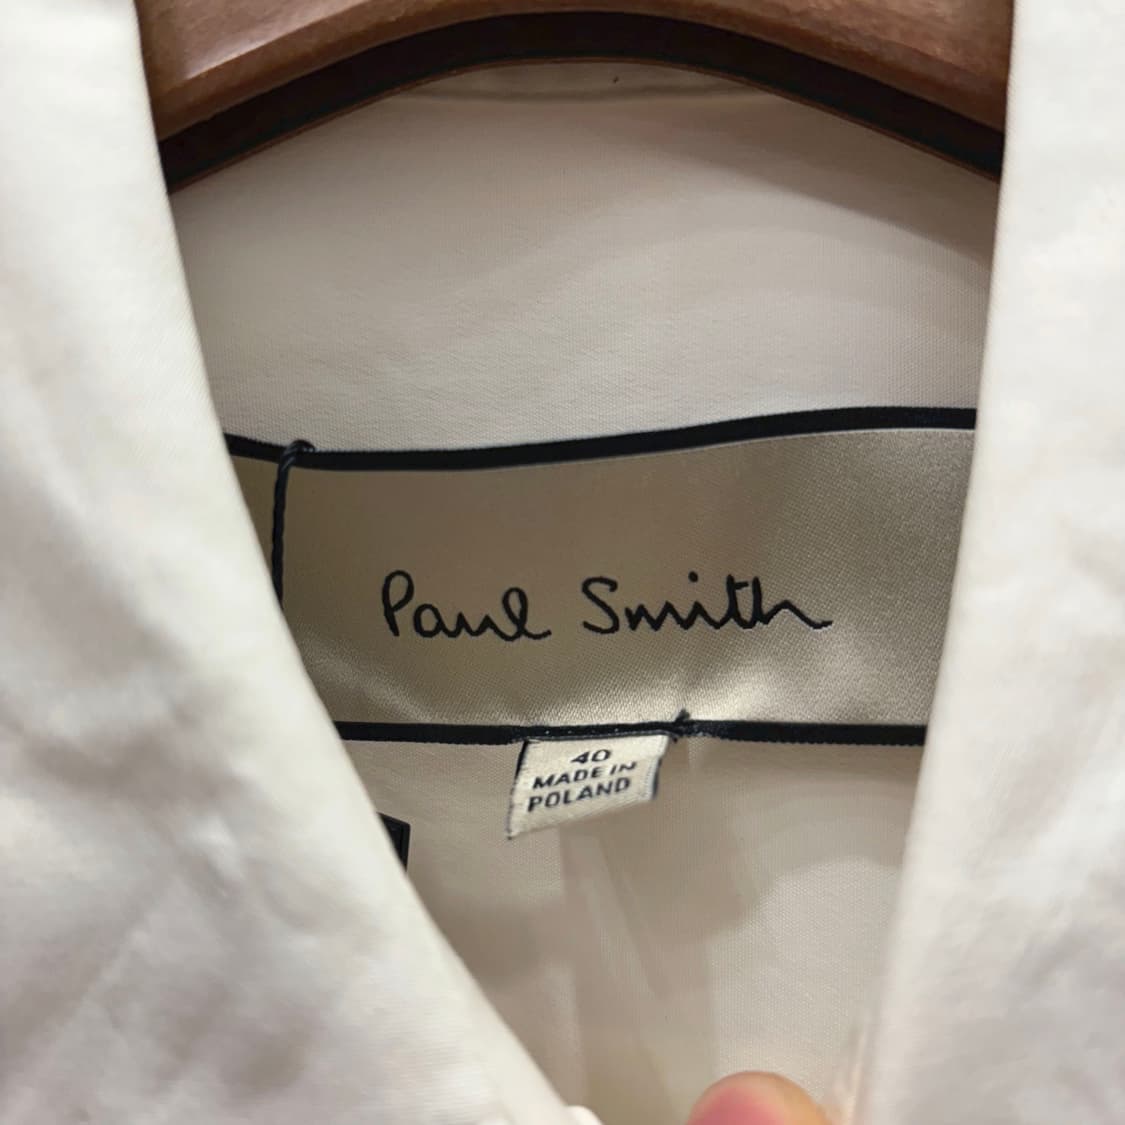 Paul Smith
40
MADE IN
POLAND